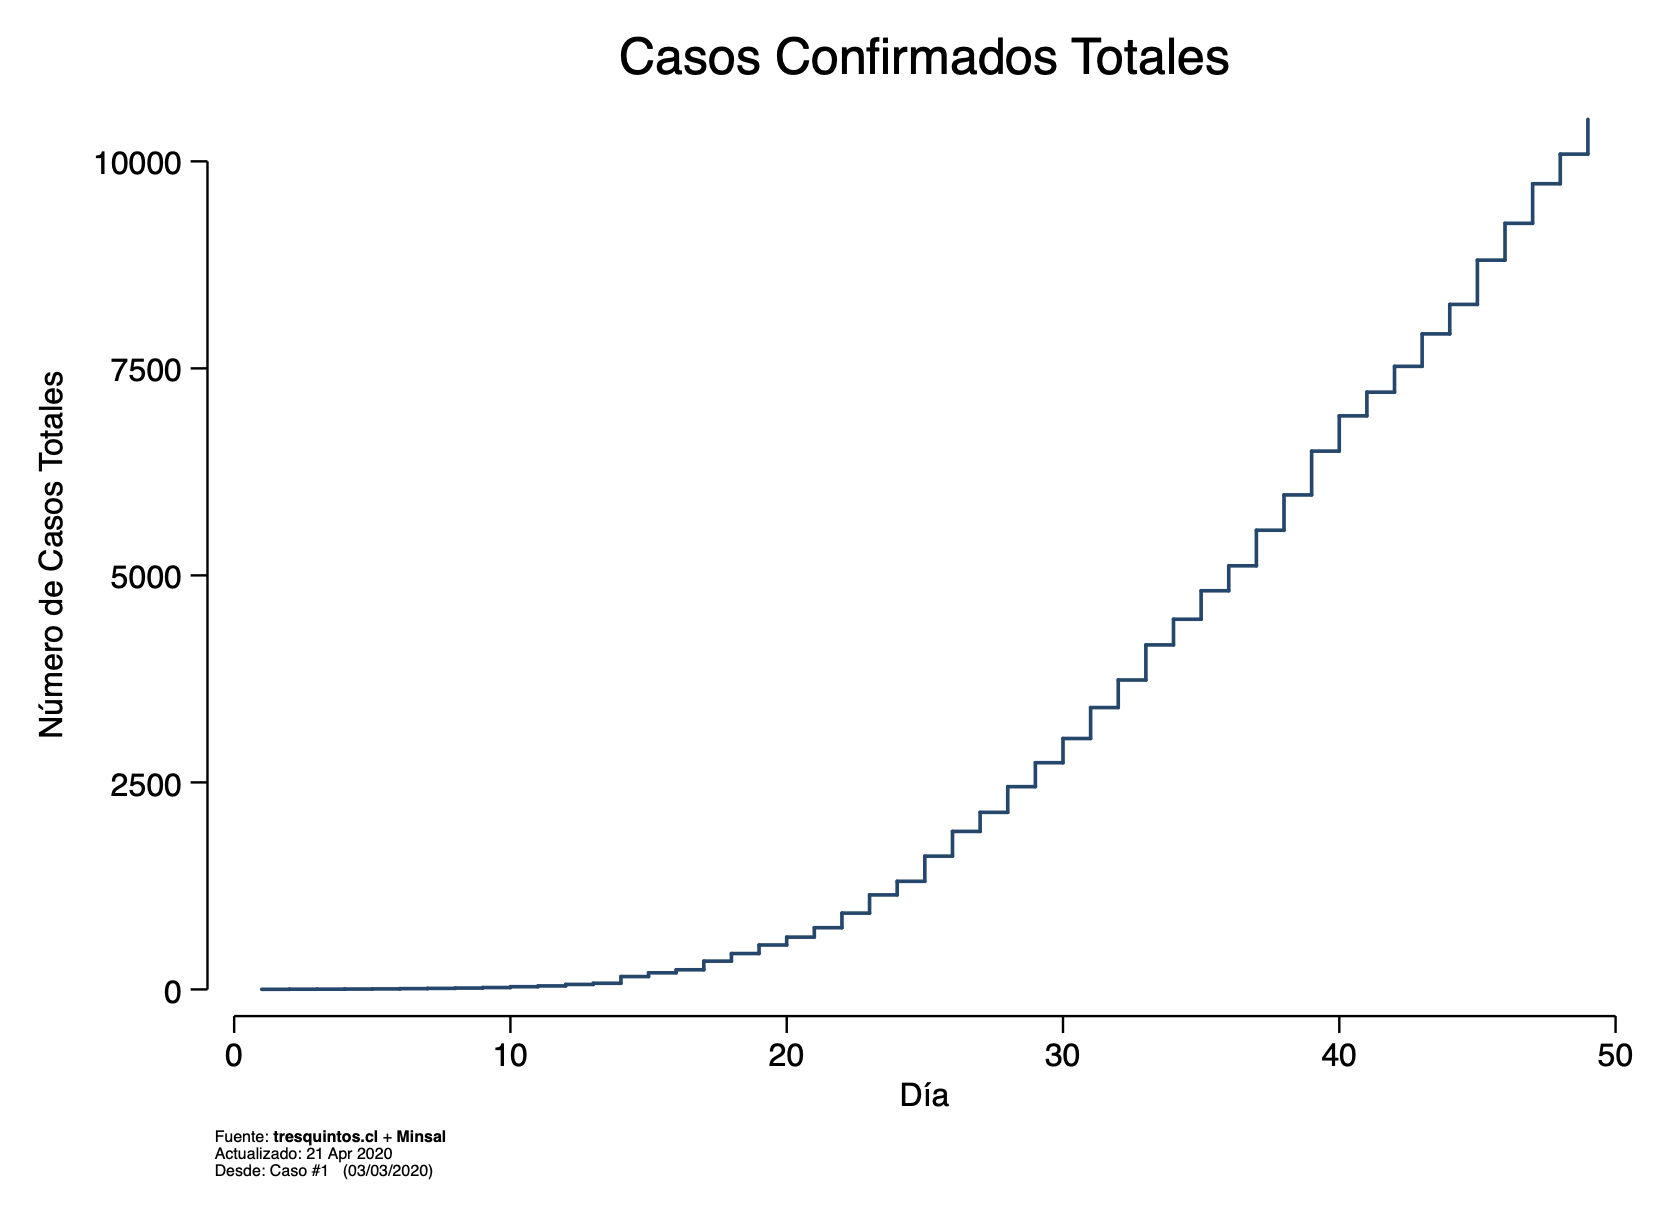 Casos Confirmados Totales
Número de Casos Totales
10000
7500
5000
2500
0
0 10 20 30 40 50
Día
Fuente: tresquintos.cl + Minsal
Actualizado: 21 Apr 2020
Desde: Caso #1 (03/03/2020)